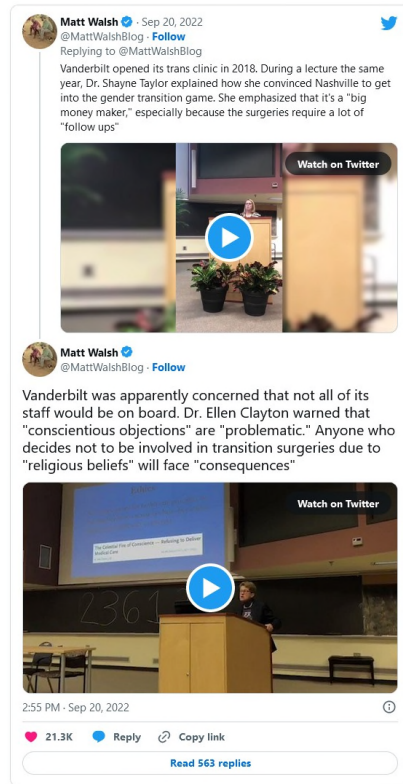 Matt Walsh · Sep 20, 2022
@MattWalshBlog · Follow
Replying to @MattWalshBlog
Vanderbilt opened its trans clinic in 2018. During a lecture the same
year, Dr. Shayne Taylor explained how she convinced Nashville to get
into the gender transition game. She emphasized that it's a "big
money maker," especially because the surgeries require a lot of
"follow ups"
Watch on Twitter
Matt Walsh
@MattWalshBlog · Follow
Vanderbilt was apparently concerned that not all of its
staff would be on board. Dr. Ellen Clayton warned that
"conscientious objections" are "problematic." Anyone who
decides not to be involved in transition surgeries due to
"religious beliefs" will face "consequences"
Watch on Twitter
The Celestial Fire of Conscience — Refusing to Deliver
Medical Care
2361
2:55 PM · Sep 20, 2022
21.3K Reply Copy link
Read 563 replies